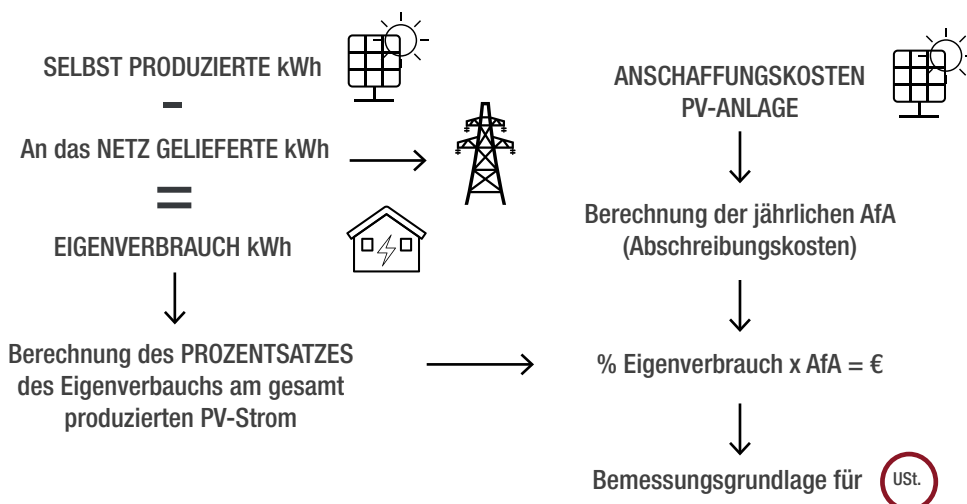 SELBST PRODUZIERTE kWh
-
An das NETZ GELIEFERTE kWh
=
EIGENVERBRAUCH kWh
Berechnung des PROZENTSATZES
des Eigenverbauchs am gesamt
produzierten PV-Strom
ANSCHAFFUNGSKOSTEN
PV-ANLAGE
Berechnung der jährlichen AfA
(Abschreibungskosten)
% Eigenverbrauch x AfA = €
Bemessungsgrundlage für
USt.